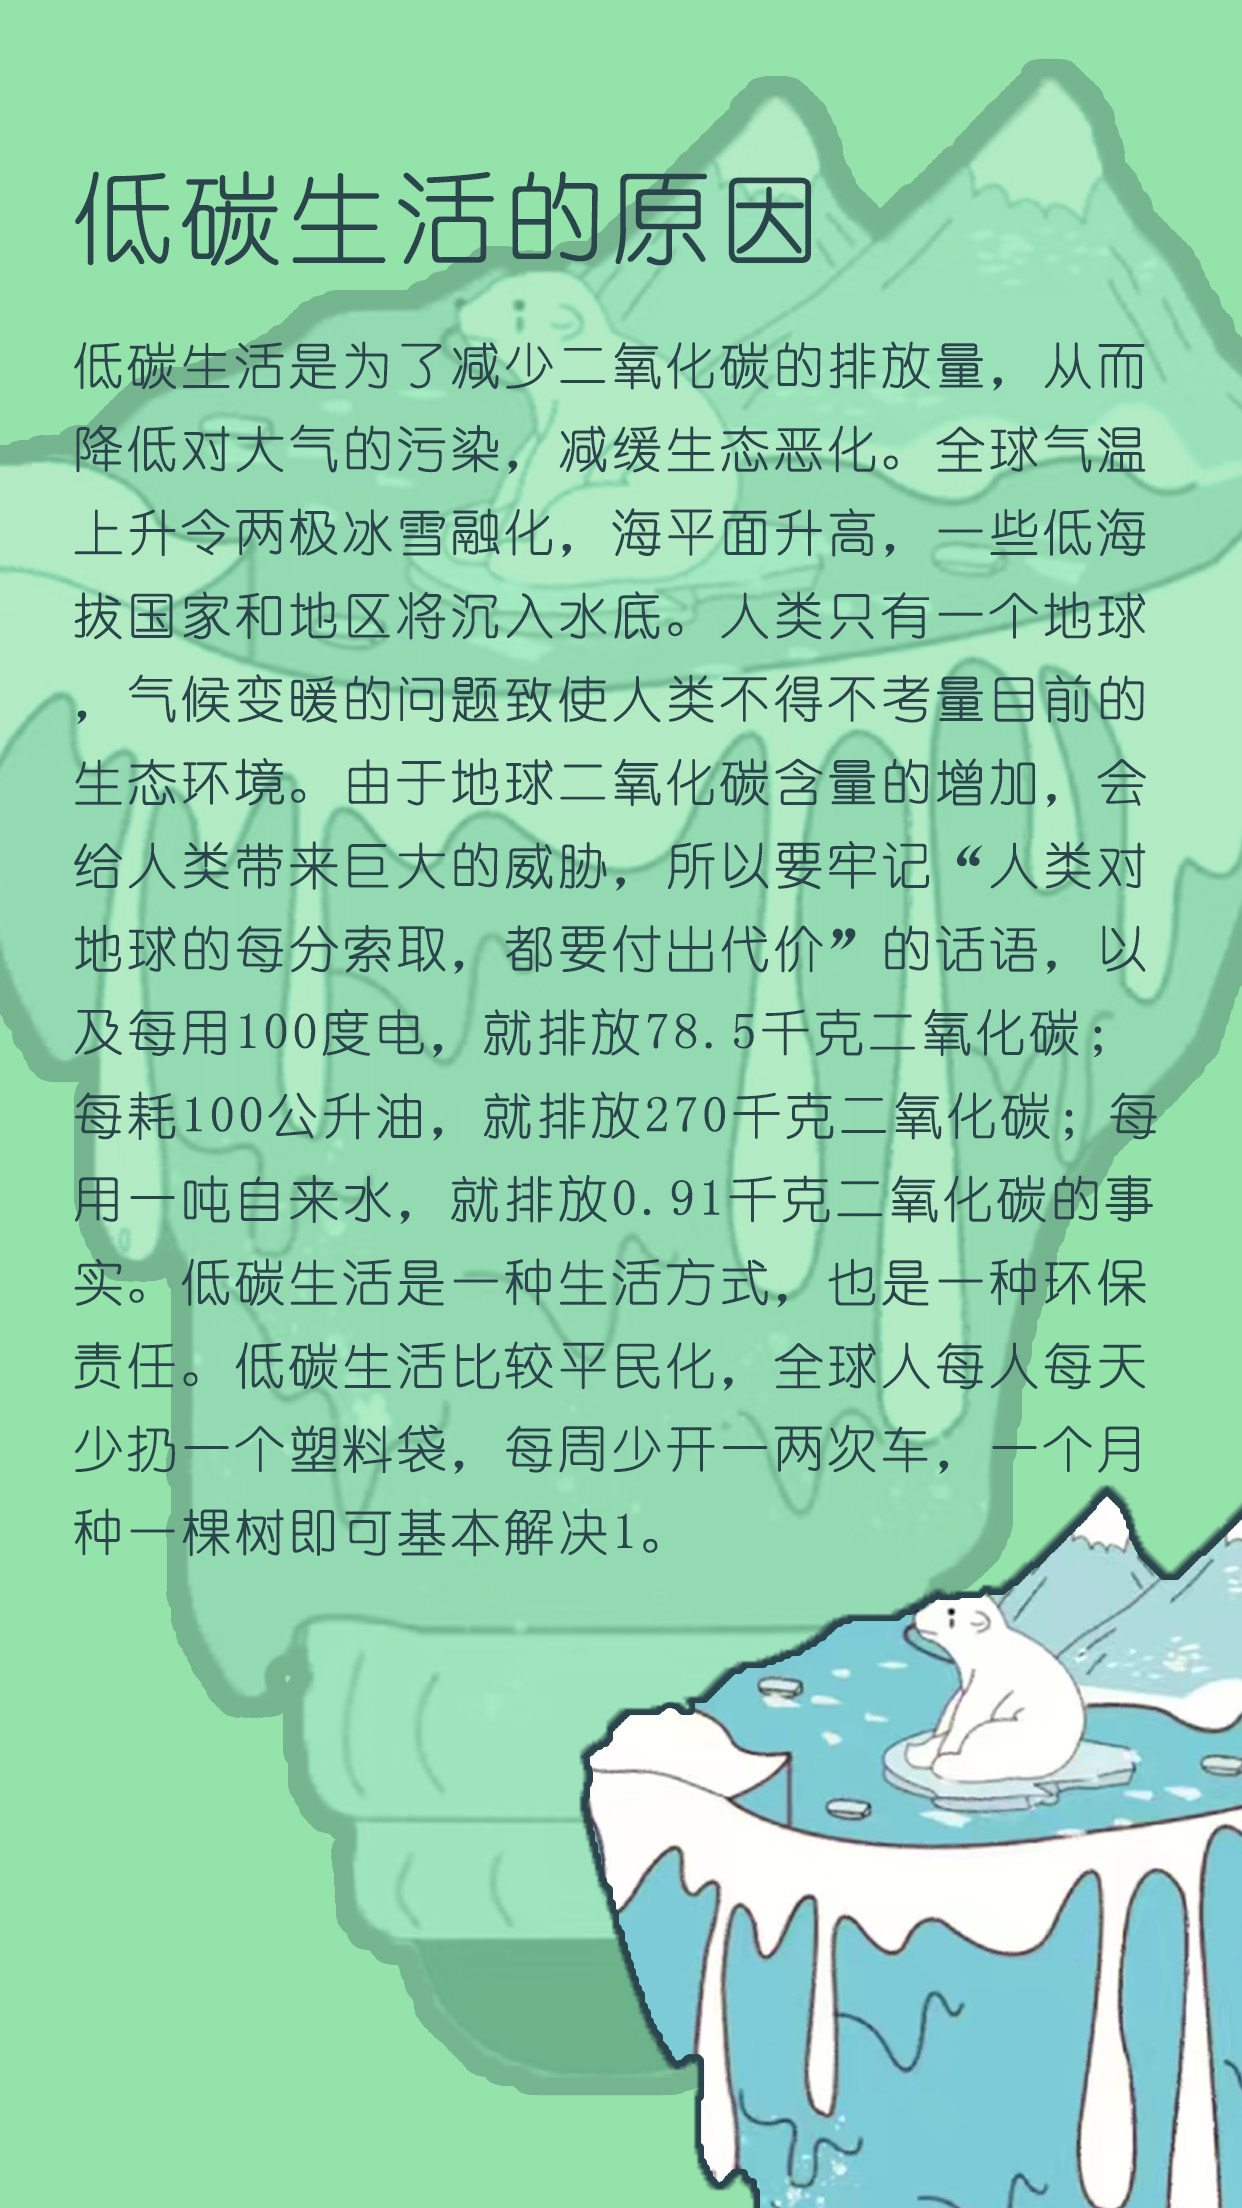 低碳生活的原因
低碳生活是为了减少二氧化碳的排放量，从而
降低对大气的污染，减缓生态恶化。全球气温
上升令两极冰雪融化，海平面升高，一些低海
拔国家和地区将沉入水底。人类只有一个地球
，气候变暖的问题致使人类不得不考量目前的
生态环境。由于地球二氧化碳含量的增加，会
给人类带来巨大的威胁，所以要牢记“人类对
地球的每分索取，都要付出代价”的话语，以
及每用100度电，就排放78.5千克二氧化碳；
每耗100公升油，就排放270千克二氧化碳；每
用一吨自来水，就排放0.91千克二氧化碳的事
实。低碳生活是一种生活方式，也是一种环保
责任。低碳生活比较平民化，全球人每人每天
少扔一个塑料袋，每周少开一两次车，一个月
种一棵树即可基本解决1。